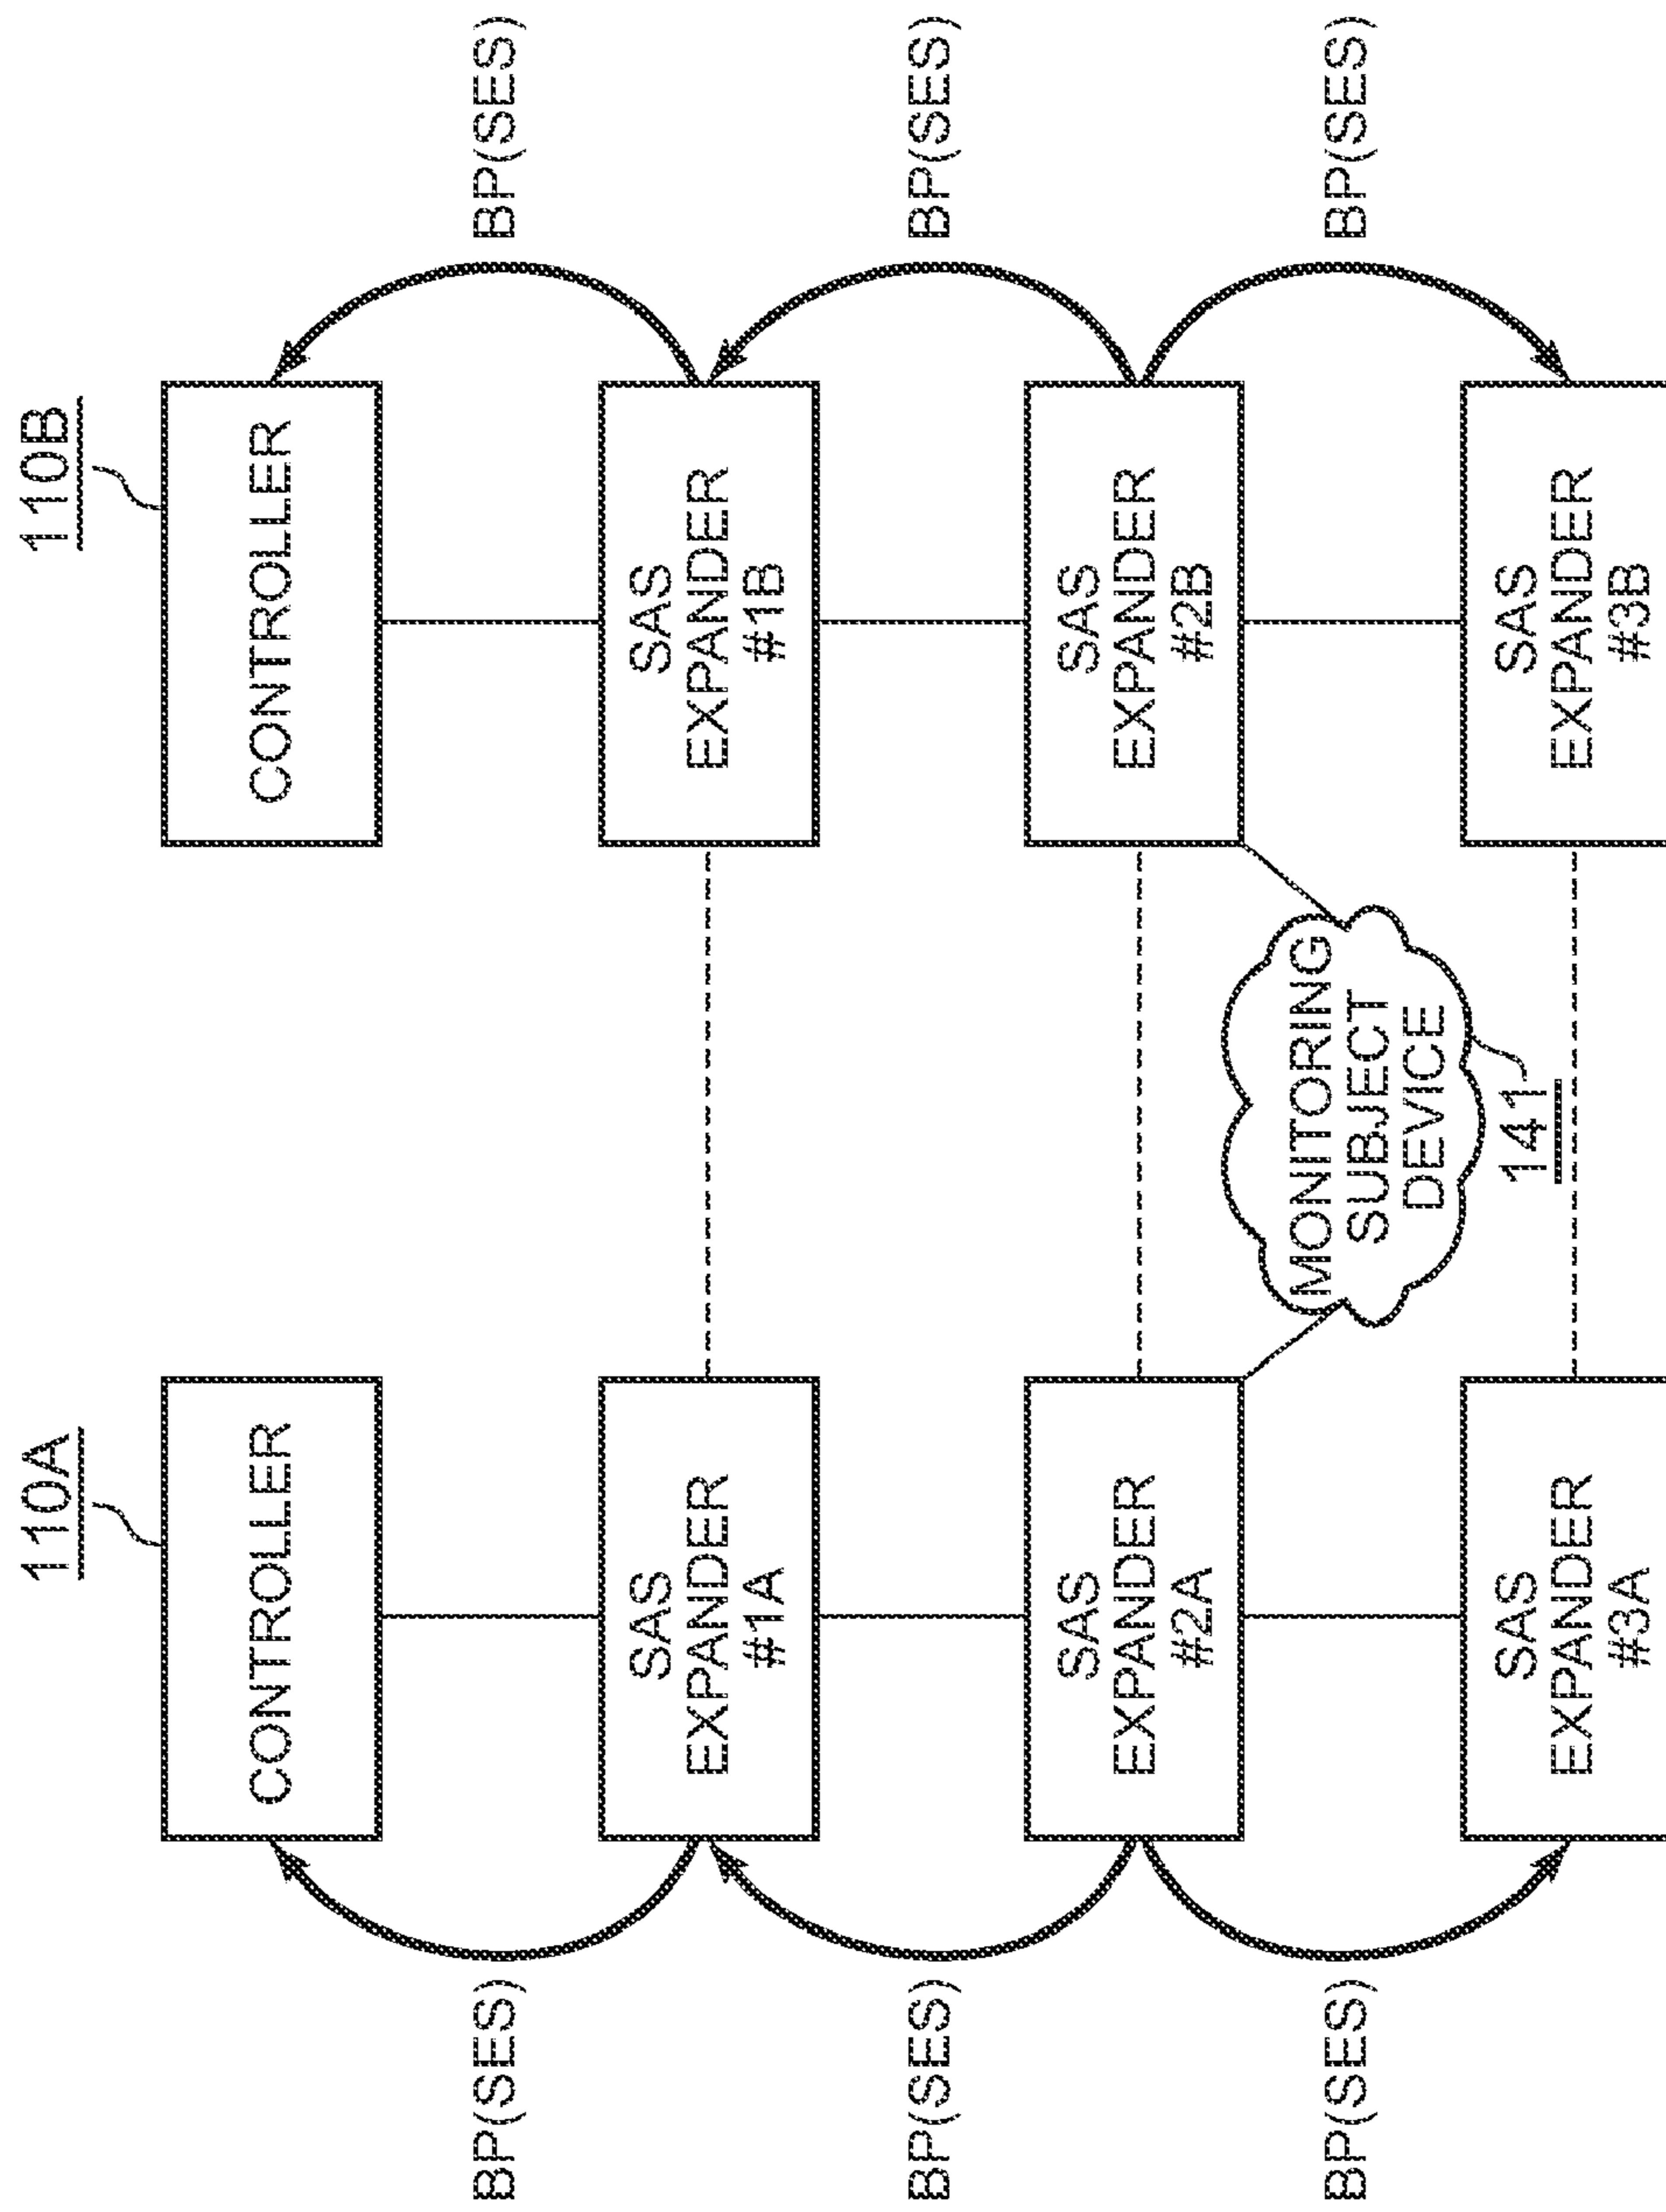 110A
110B
CONTROLLER
CONTROLLER
BP(SES)
BP(SES)
SAS
EXPANDER
#1A
SAS
EXPANDER
#1B
BP(SES)
BP(SES)
SAS
EXPANDER
#2A
SAS
EXPANDER
#2B
MONITORING
SUBJECT
DEVICE
BP(SES)
BP(SES)
141
SAS
EXPANDER
#3A
SAS
EXPANDER
#3B